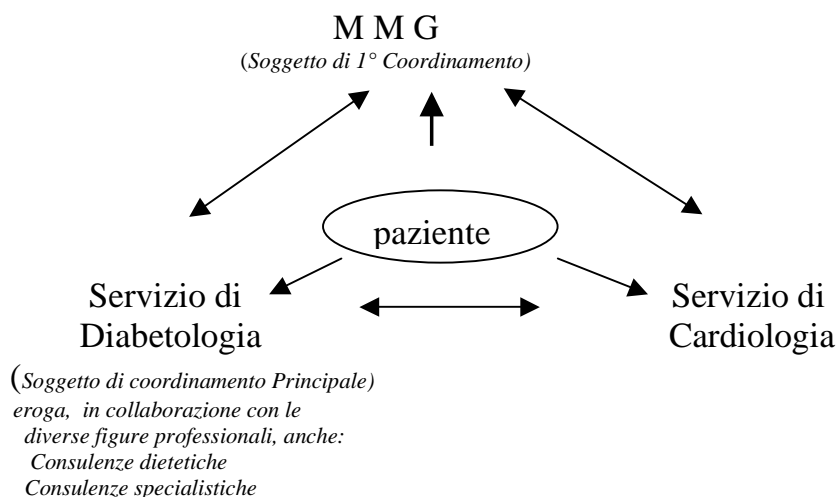 M M G
(Soggetto di 1° Coordinamento)
paziente
Servizio di
Diabetologia
Servizio di
Cardiologia
(Soggetto di coordinamento Principale)
eroga, in collaborazione con le
diverse figure professionali, anche:
Consulenze dietetiche
Consulenze specialistiche